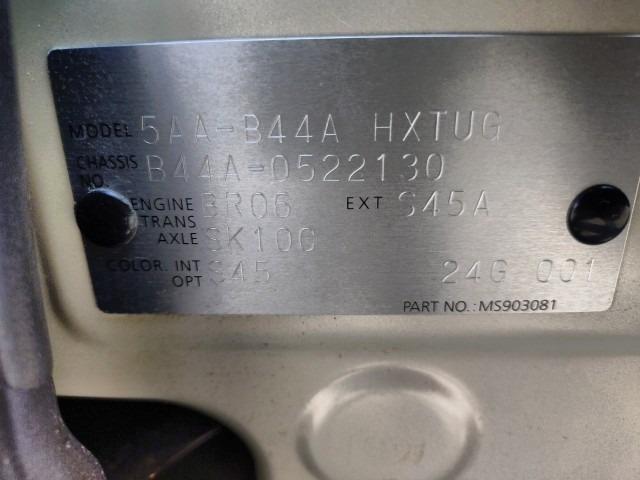 MODEL 5AA-B44A HXTUG
CHASSIS NO. B44A-0522130
ENGINE BR06 EXT S45A
TRANS AXLE SK10G
COLOR. INT S45 24G 001
OPT
PART NO.: MS903081